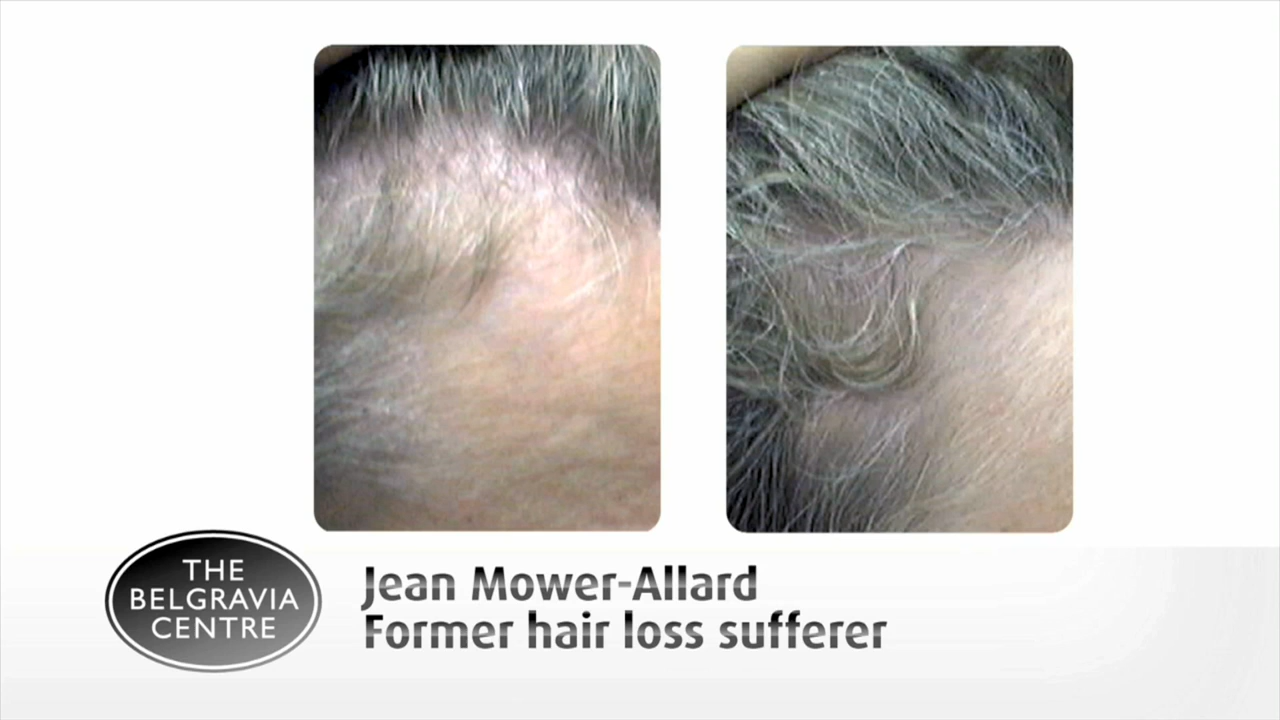 THE
BELGRAVIA
CENTRE
Jean Mower-Allard
Former hair loss sufferer